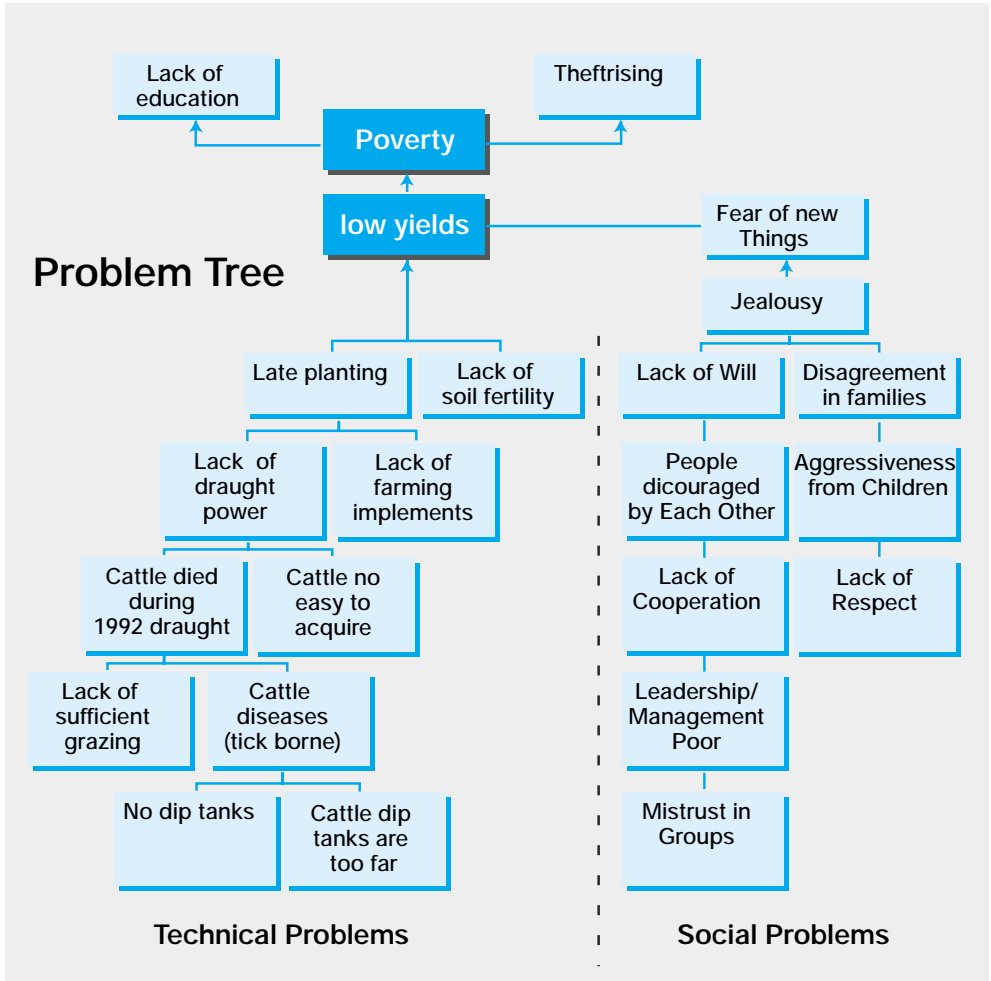 Lack of
education
Theftrising
Poverty
low yields
Fear of new
Things
Problem Tree
Jealousy
Late planting
Lack of
soil fertility
Lack of Will
Disagreement
in families
Lack of
draught
power
Lack of
farming
implements
People
dicouraged
by Each Other
Aggressiveness
from Children
Cattle died
during
1992 draught
Cattle no
easy to
acquire
Lack of
Cooperation
Lack of
Respect
Lack of
sufficient
grazing
Cattle
diseases
(tick borne)
Leadership/
Management
Poor
No dip tanks
Cattle dip
tanks are
too far
Mistrust in
Groups
Technical Problems
Social Problems